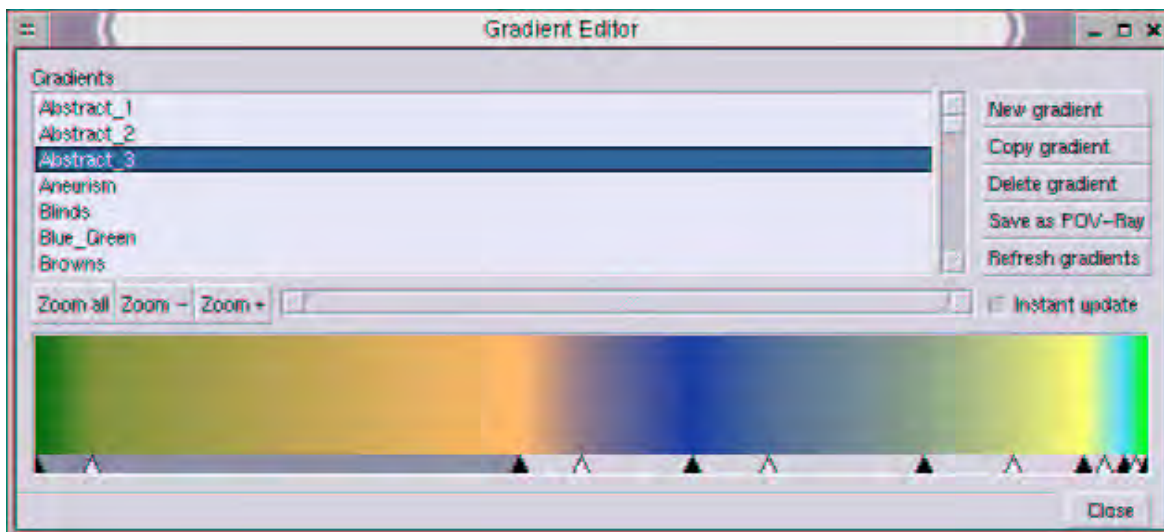 Gradient Editor
Gradients
Abstract_1
Abstract_2
Abstract_3
Aneurism
Blinds
Blue_Green
Browns
New gradient
Copy gradient
Delete gradient
Save as POV-Ray
Refresh gradients
Zoom all Zoom - Zoom + Instant update
Close